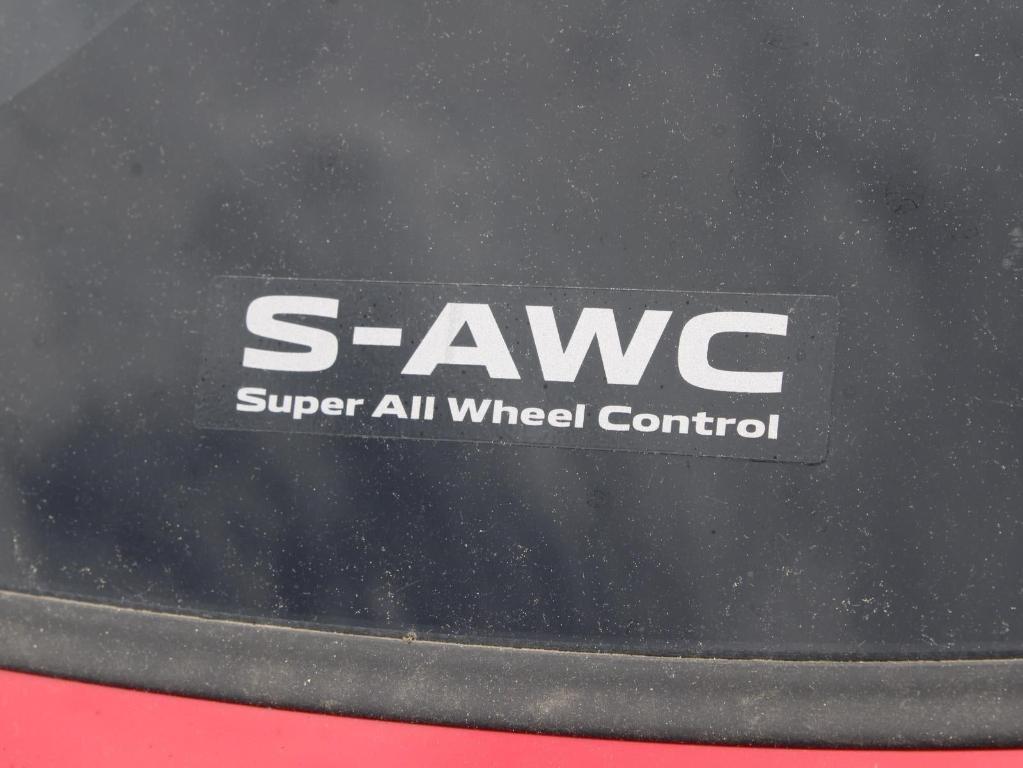 S-AWC
Super All Wheel Control